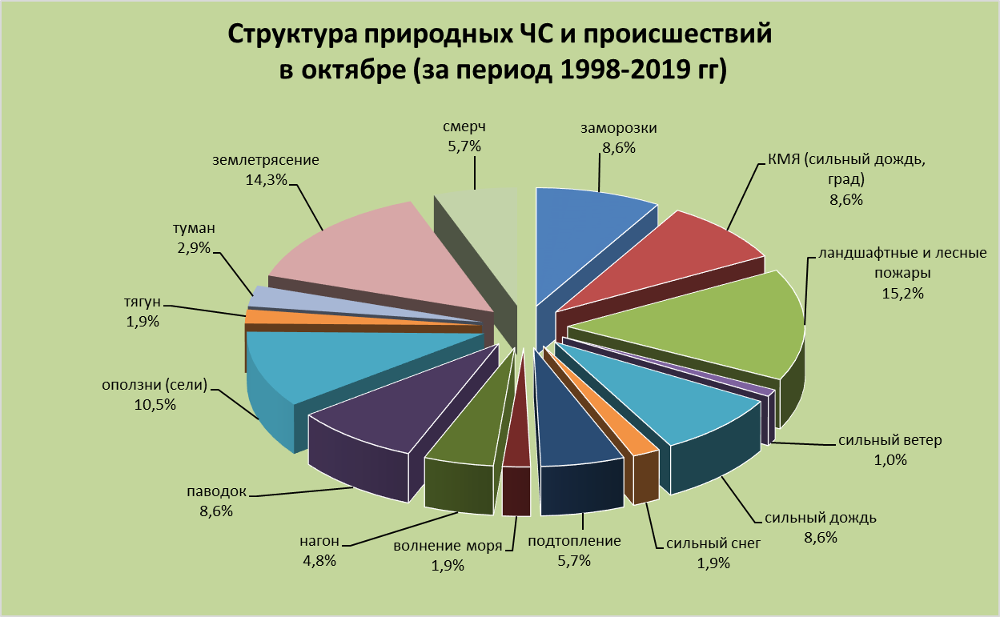 Структура природных ЧС и происшествий
в октябре (за период 1998-2019 гг)
смерч
5,7%
заморозки
8,6%
КМЯ (сильный дождь,
град)
8,6%
ландшафтные и лесные
пожары
15,2%
сильный ветер
1,0%
сильный дождь
8,6%
сильный снег
1,9%
подтопление
5,7%
волнение моря
1,9%
нагон
4,8%
паводок
8,6%
оползни (сели)
10,5%
тягун
1,9%
туман
2,9%
землетрясение
14,3%